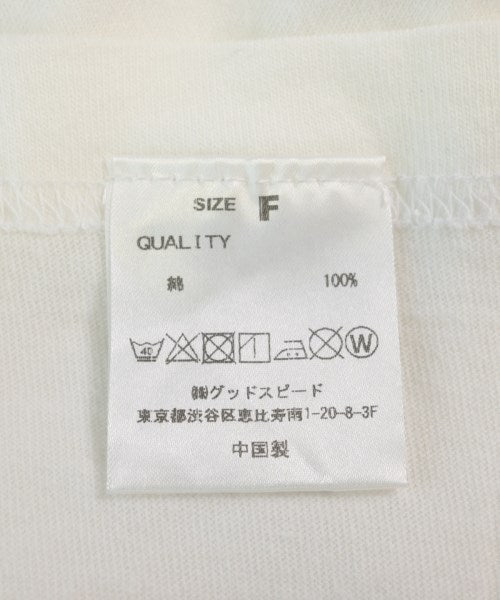 SIZE F
QUALITY
綿 100%
40 W
㈱グッドスピード
東京都渋谷区恵比寿南1-20-8-3F
中国製